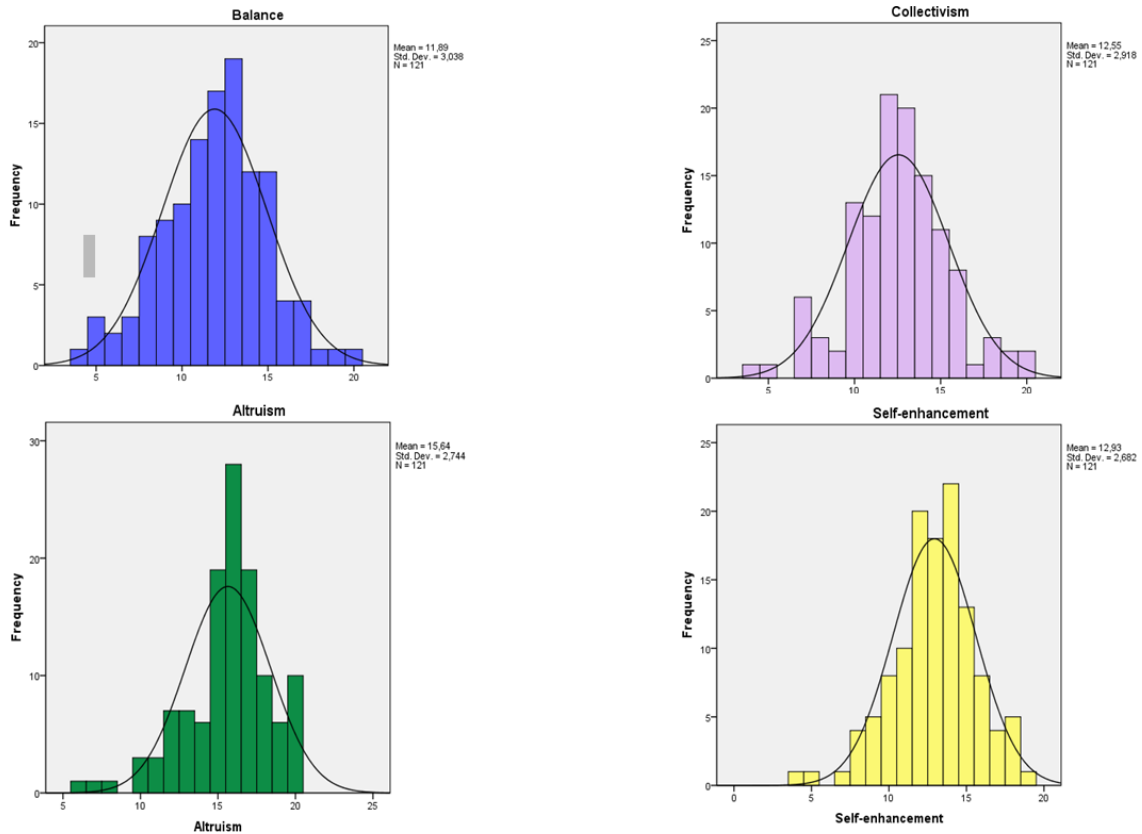 Balance
Mean = 11,89
Std. Dev. = 3,038
N = 121
Frequency
20
15
10
5
0
5 10 15 20
Collectivism
Mean = 12,55
Std. Dev. = 2,918
N = 121
Frequency
25
20
15
10
5
0
5 10 15 20
Altruism
Mean = 15,64
Std. Dev. = 2,744
N = 121
Frequency
30
20
10
0
5 10 15 20 25
Altruism
Self-enhancement
Mean = 12,93
Std. Dev. = 2,682
N = 121
Frequency
25
20
15
10
5
0
0 5 10 15 20
Self-enhancement